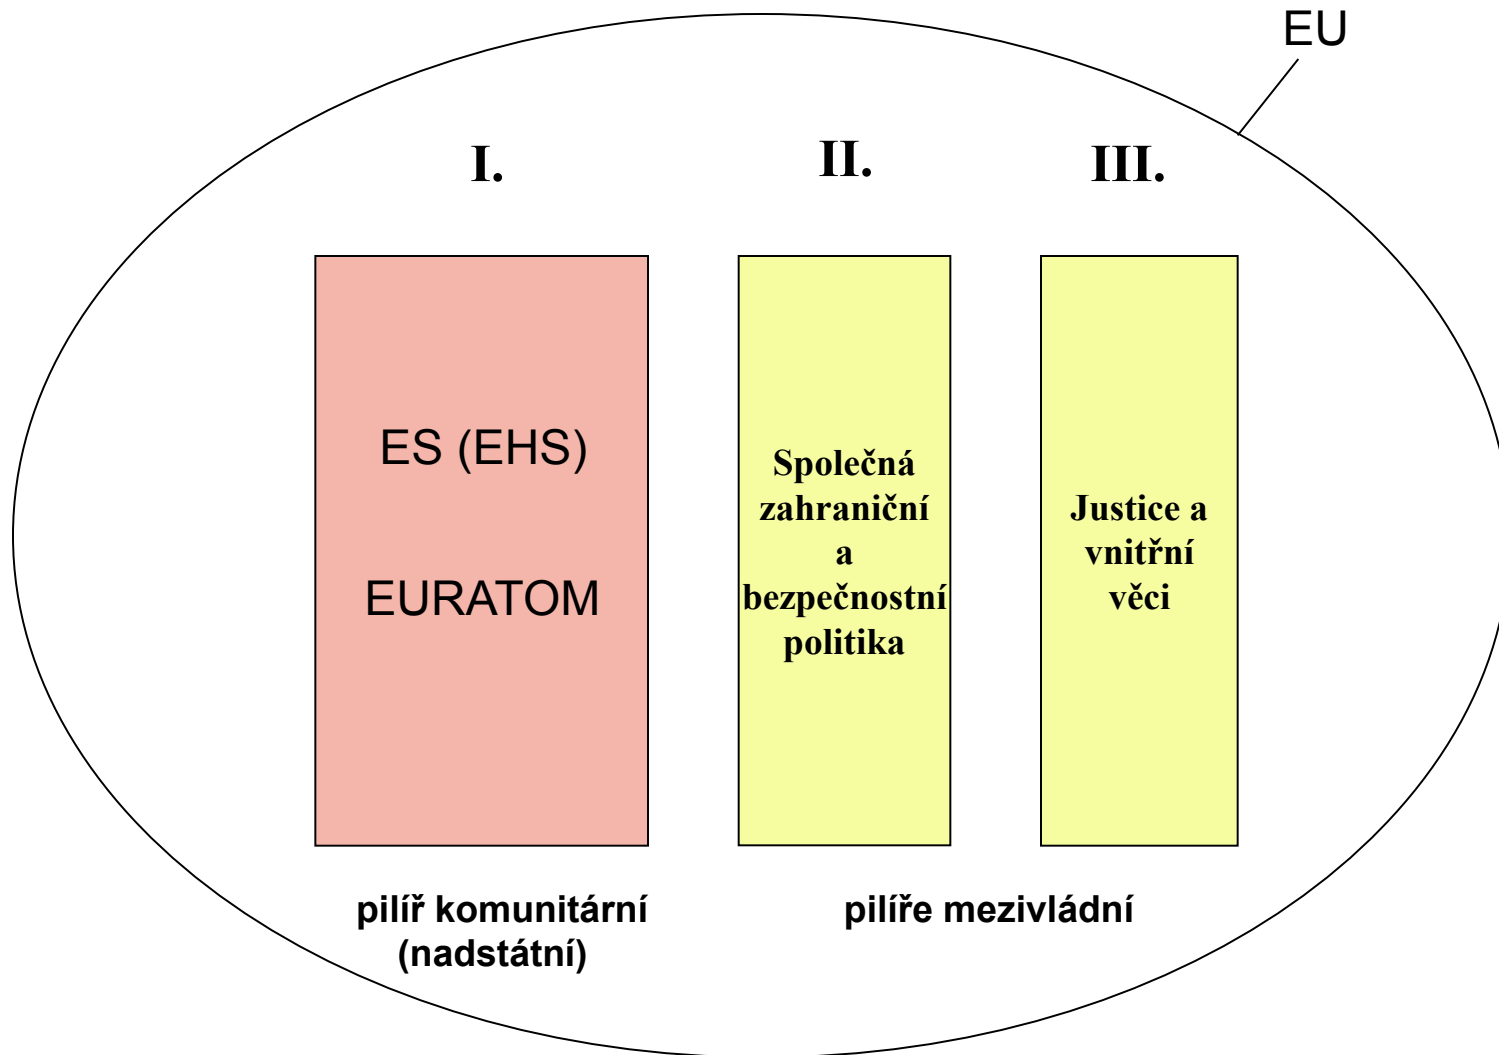 EU
I.
II.
III.
ES (EHS)
EURATOM
Společná
zahraniční
a
bezpečnostní
politika
Justice a
vnitřní
věci
pilíř komunitární
(nadstátní)
pilíře mezivládní